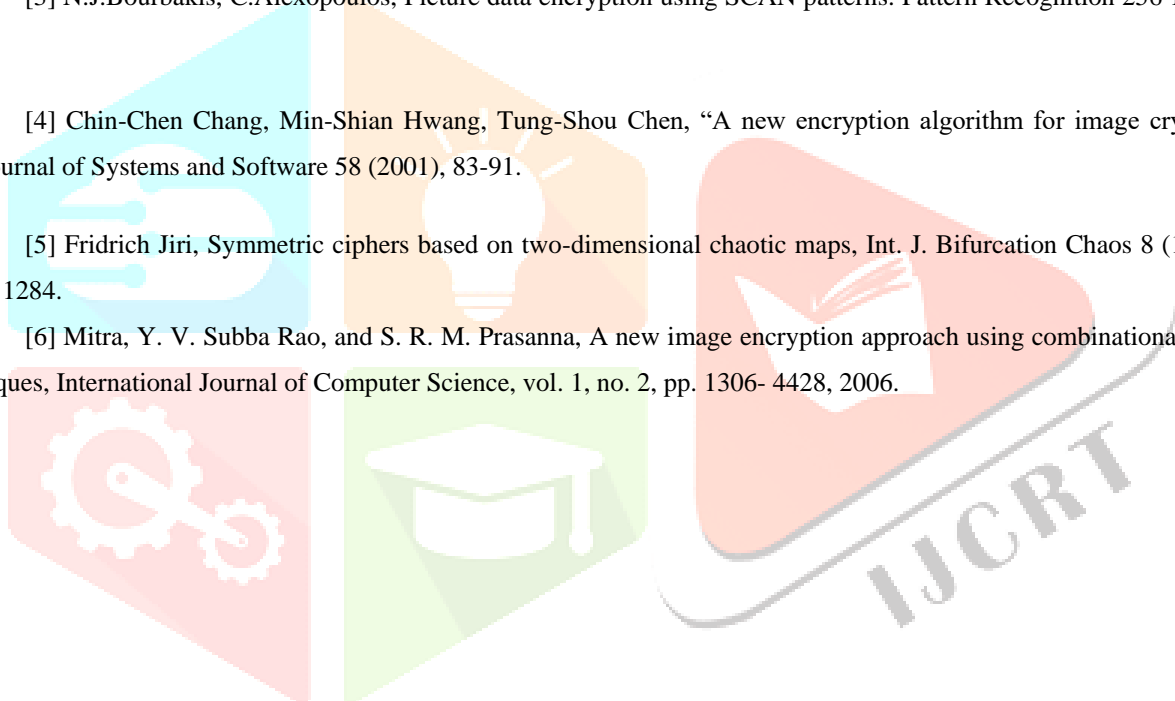 [3] N.J.Bourbakis, C.Alexopoulos, Picture data encryption using SCAN patterns. Pattern Recognition 256
[4] Chin-Chen Chang, Min-Shian Hwang, Tung-Shou Chen, “A new encryption algorithm for image
urnal of Systems and Software 58 (2001), 83-91.
[5] Fridrich Jiri, Symmetric ciphers based on two-dimensional chaotic maps, Int. J. Bifurcation Chaos 8
1284.
[6] Mitra, Y. V. Subba Rao, and S. R. M. Prasanna, A new image encryption approach using combinationa
ques, International Journal of Computer Science, vol. 1, no. 2, pp. 1306- 4428, 2006.
IJCRT